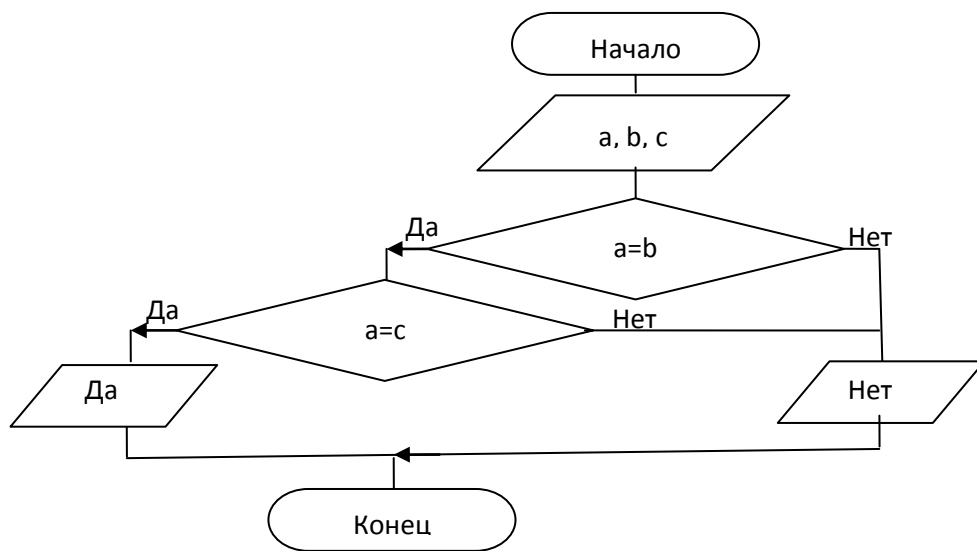 Начало
a, b, c
Да
a=b
Нет
Да
a=c
Нет
Да
Нет
Конец